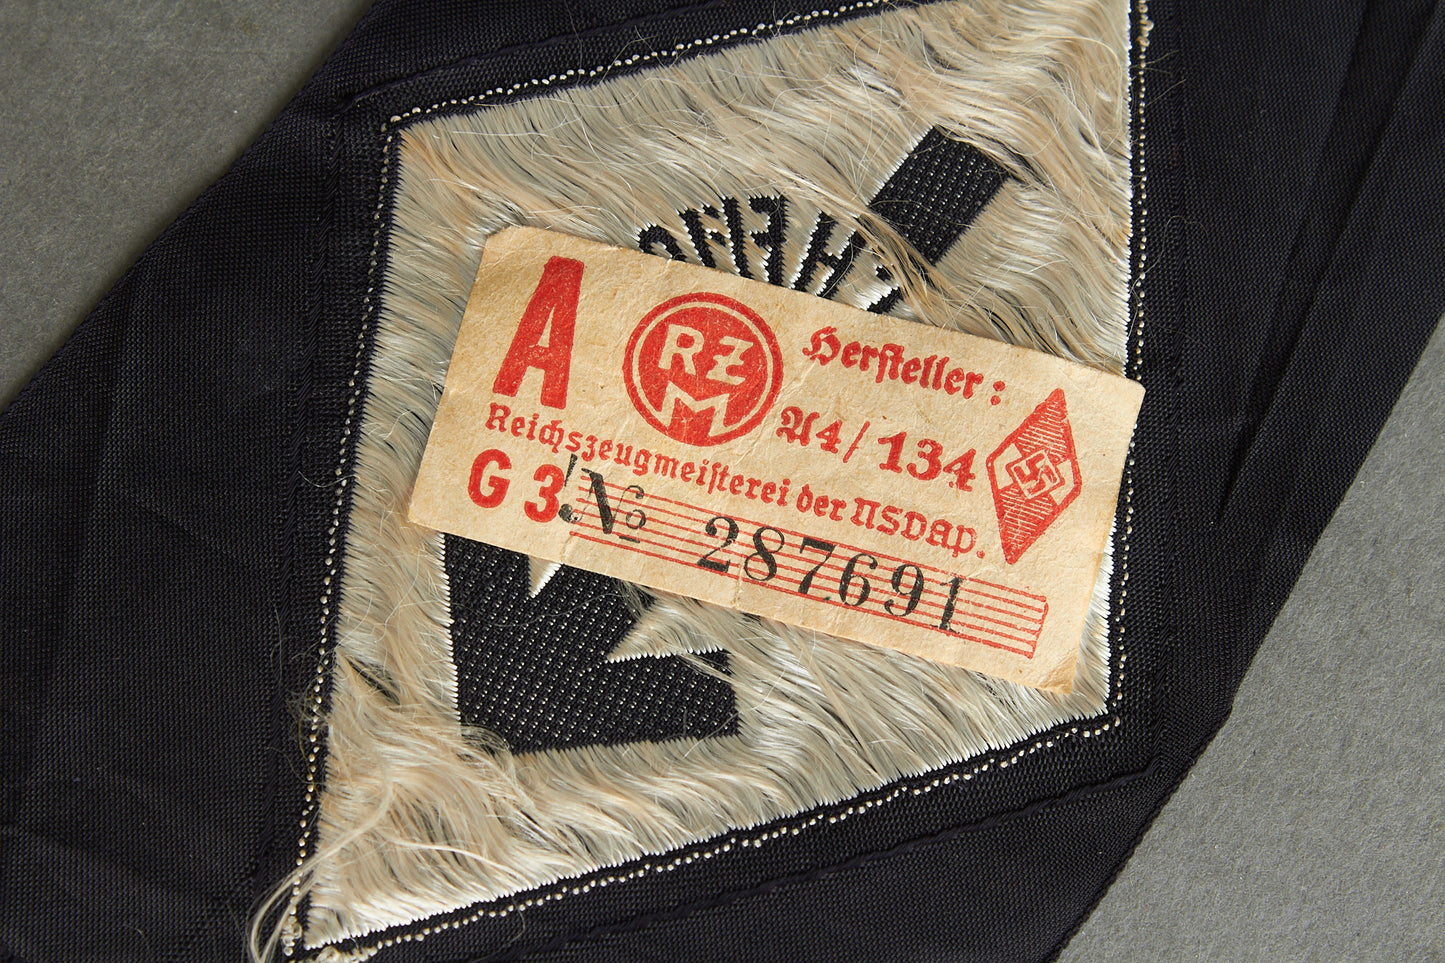 A
RZM
Hersteller:
A4/134
Reichszeugmeisterei der NSDAP.
G 3
No 287691